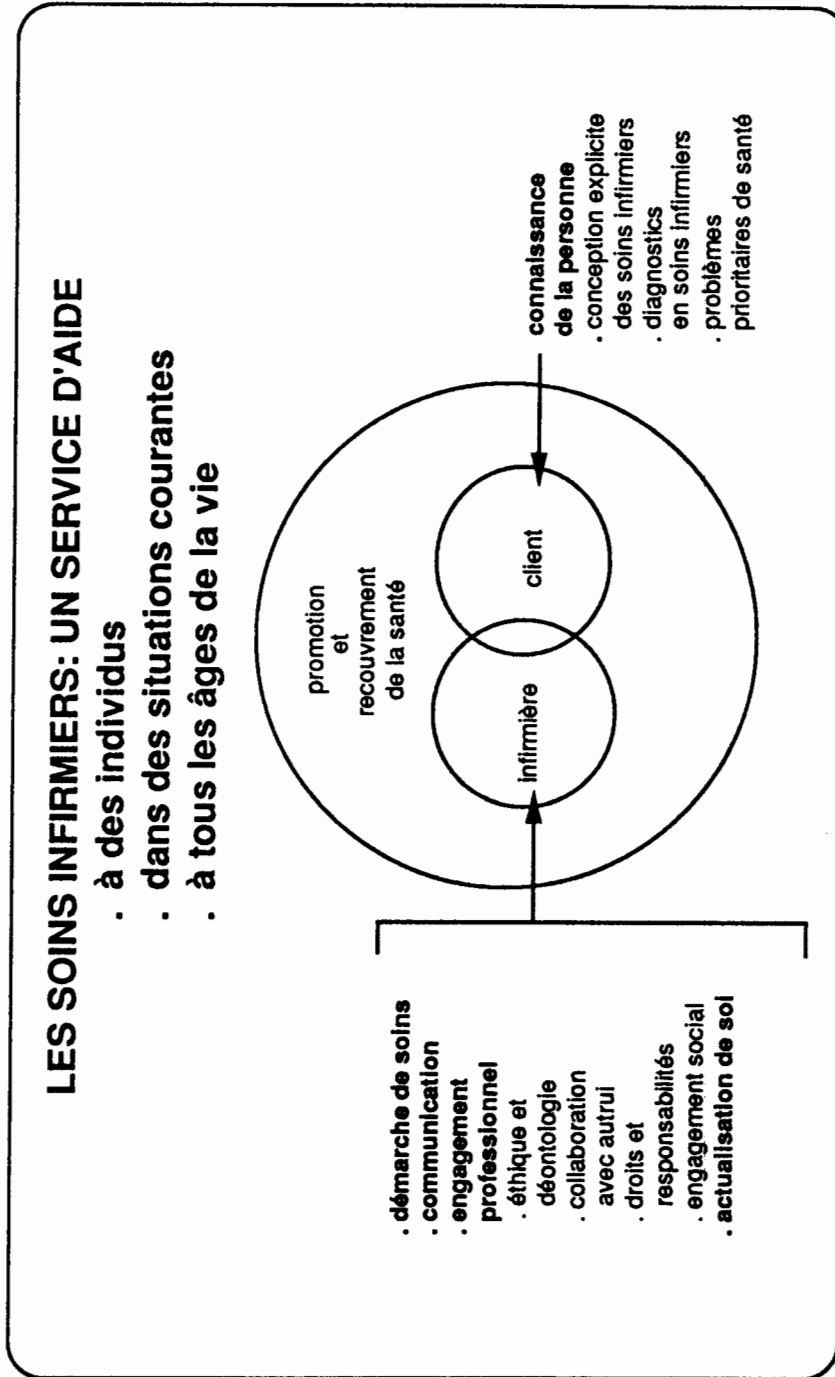 LES SOINS INFIRMIERS: UN SERVICE D'AIDE
. à des individus
. dans des situations courantes
. à tous les âges de la vie
promotion
et
recouvrement
de la santé
infirmière
client
. démarche de soins
. communication
. engagement
professionnel
. éthique et
déontologie
. collaboration
avec autrui
. droits et
responsabilités
. engagement social
. actualisation de soi
connaissance
de la personne
. conception explicite
des soins infirmiers
. diagnostics
en soins infirmiers
. problèmes
prioritaires de santé